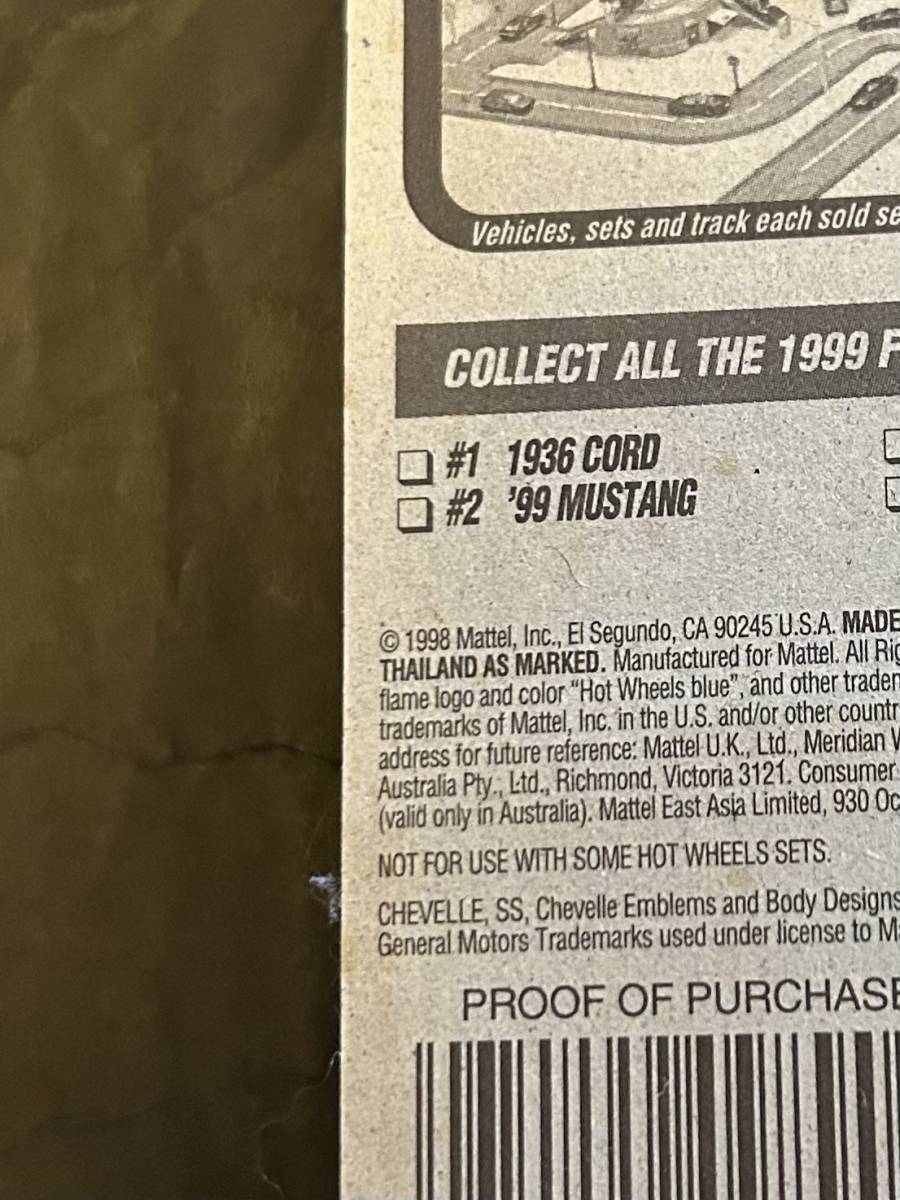 Vehicles, sets and track each sold se
COLLECT ALL THE 1999 F
#1 1936 CORD
#2 '99 MUSTANG
© 1998 Mattel, Inc., El Segundo, CA 90245 U.S.A. MADE
THAILAND AS MARKED. Manufactured for Mattel. All Rig
flame logo and color “Hot Wheels blue”, and other tradem
trademarks of Mattel, Inc. in the U.S. and/or other countr
address for future reference: Mattel U.K., Ltd., Meridian W
Australia Pty., Ltd., Richmond, Victoria 3121. Consumer
(valid only in Australia). Mattel East Asia Limited, 930 Oc
NOT FOR USE WITH SOME HOT WHEELS SETS.
CHEVELLE, SS, Chevelle Emblems and Body Designs
General Motors Trademarks used under license to Ma
PROOF OF PURCHASE